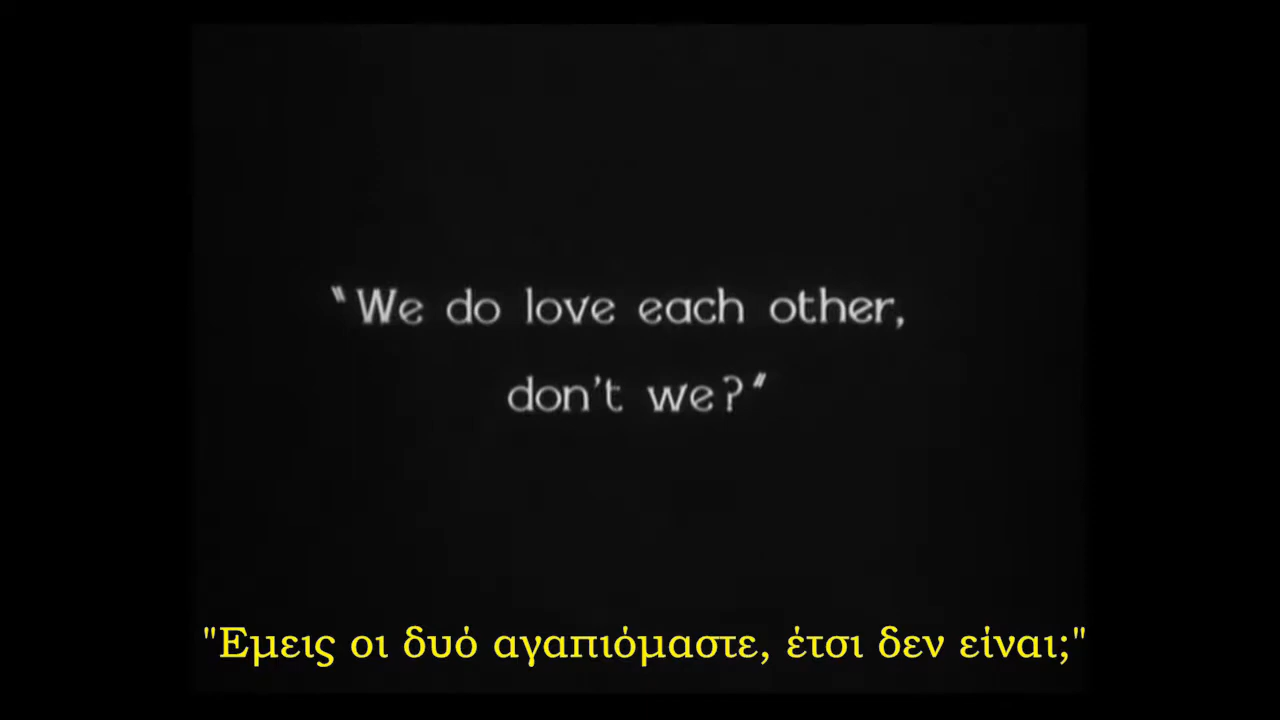 "We do love each other,
don't we?"
"Εμεις οι δυό αγαπιόμαστε, έτσι δεν είναι;"